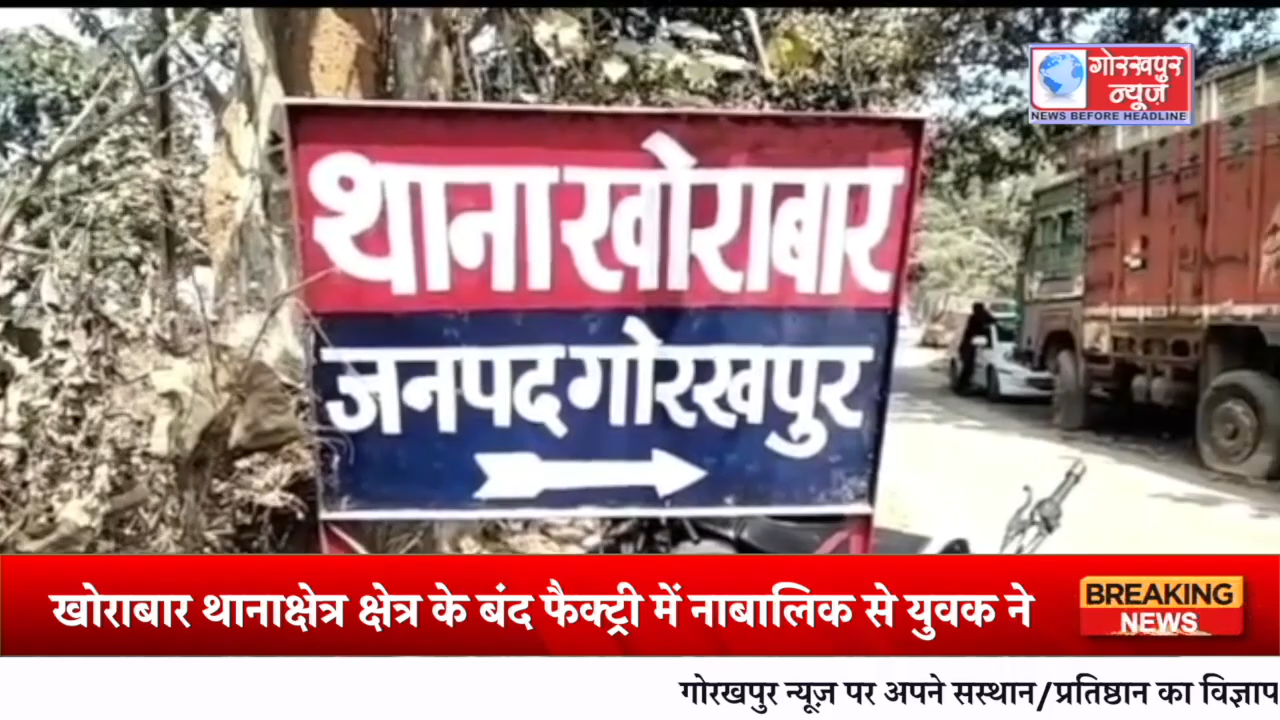 गोरखपुर
न्यूज़
NEWS BEFORE HEADLINE
थाना खोराबार
जनपद गोरखपुर
खोराबार थानाक्षेत्र क्षेत्र के बंद फैक्ट्री में नाबालिक से युवक ने
BREAKING
NEWS
गोरखपुर न्यूज़ पर अपने सस्थान/प्रतिष्ठान का विज्ञाप